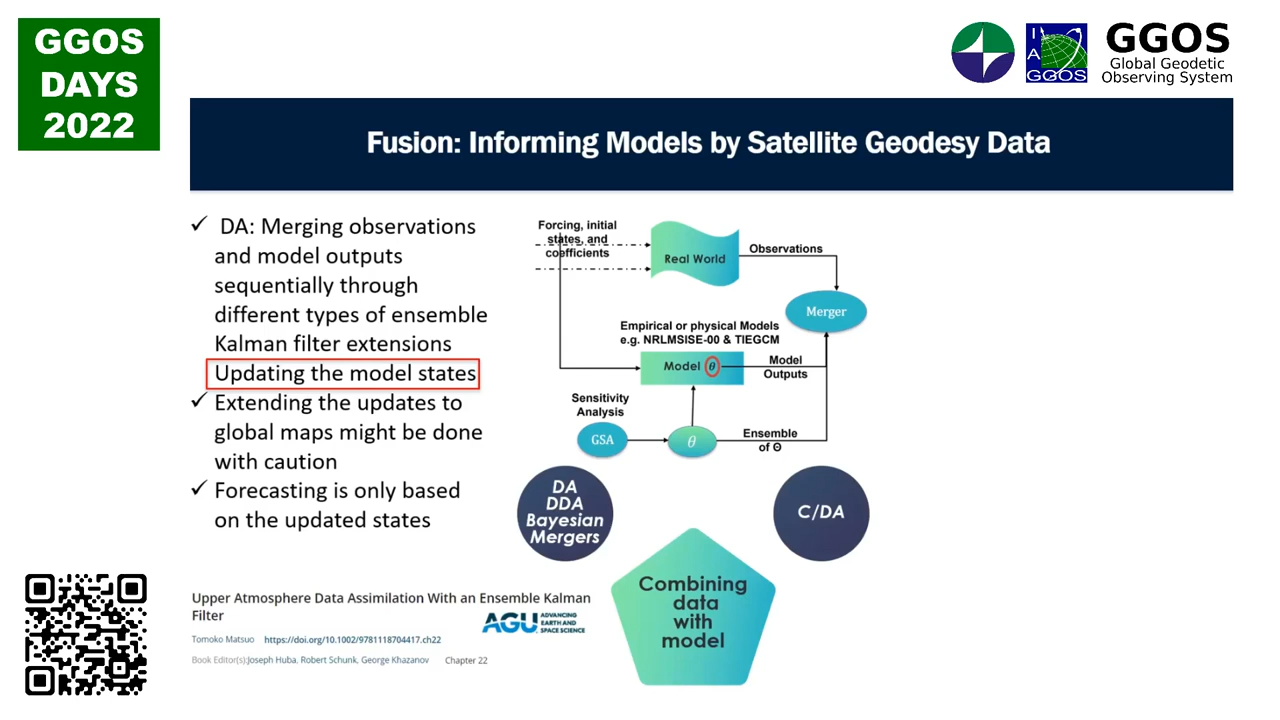 GGOS
DAYS
2022
I
A
GGOS
GGOS
Global Geodetic
Observing System
Fusion: Informing Models by Satellite Geodesy Data
✓ DA: Merging observations
and model outputs
sequentially through
different types of ensemble
Kalman filter extensions
Updating the model states
✓ Extending the updates to
global maps might be done
with caution
✓ Forecasting is only based
on the updated states
Forcing, initial
states, and
coefficients
Real World
Observations
Merger
Empirical or physical Models
e.g. NRLMSISE-00 & TIEGCM
Model θ
Model
Outputs
Sensitivity
Analysis
GSA
θ
Ensemble
of Θ
DA
DDA
Bayesian
Mergers
C/DA
Combining
data
with
model
Upper Atmosphere Data Assimilation With an Ensemble Kalman
Filter
AGU ADVANCING
EARTH AND
SPACE SCIENCE
Tomoko Matsuo https://doi.org/10.1002/9781118704417.ch22
Book Editor(s):Joseph Huba, Robert Schunk, George Khazanov Chapter 22